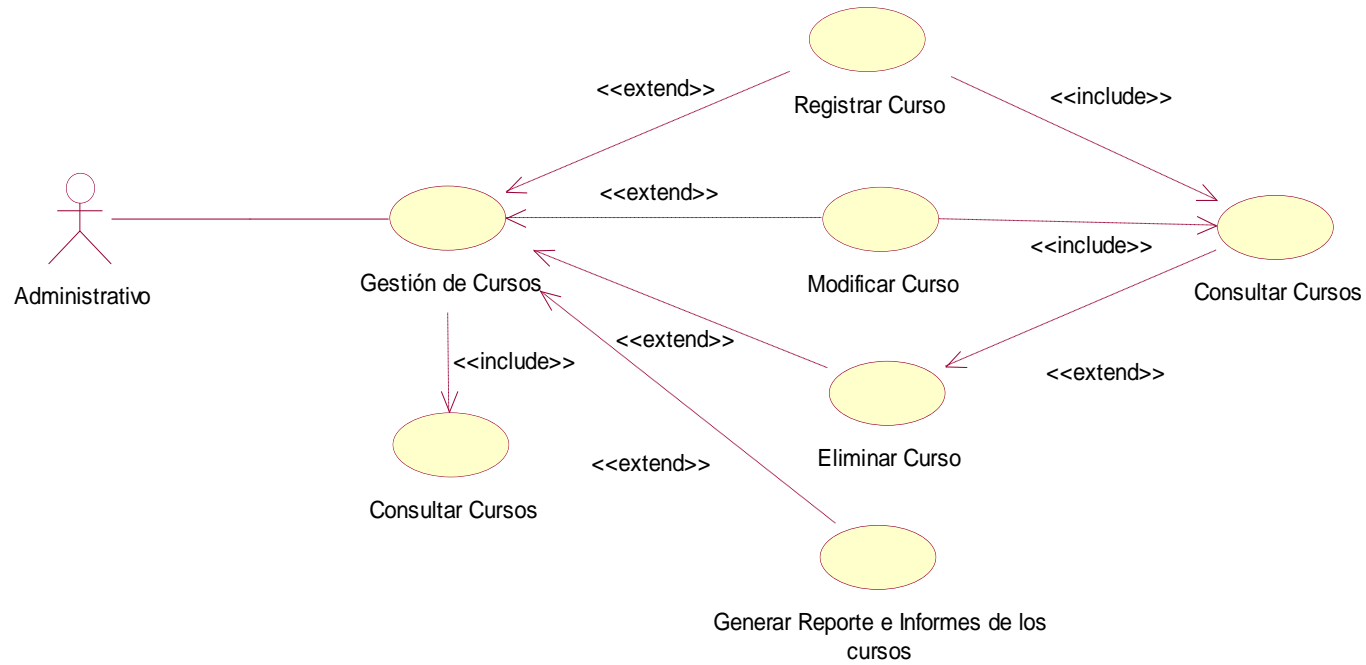 <<extend>>
Registrar Curso
<<include>>
<<extend>>
Administrativo
Gestión de Cursos
Modificar Curso
<<include>>
Consultar Cursos
<<include>>
<<extend>>
<<extend>>
Eliminar Curso
<<extend>>
Consultar Cursos
Generar Reporte e Informes de los
cursos